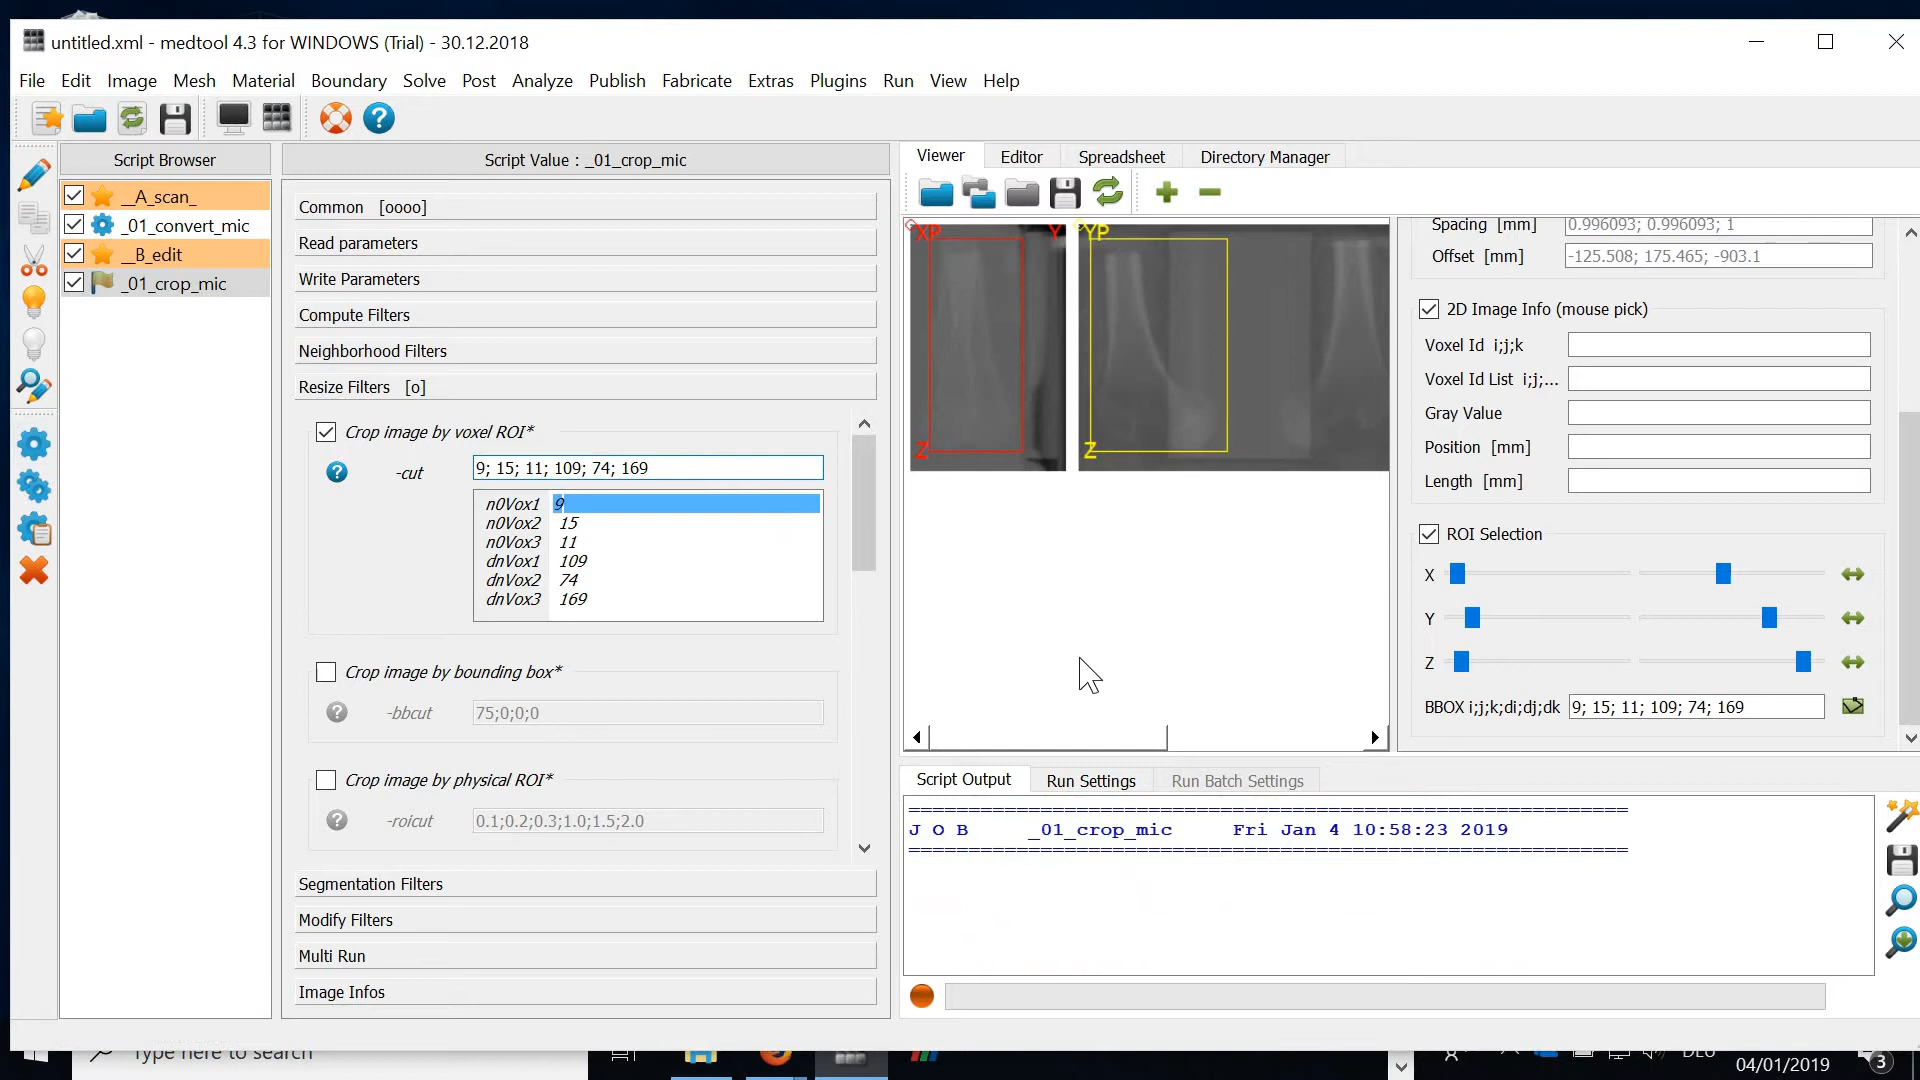 untitled.xml - medtool 4.3 for WINDOWS (Trial) - 30.12.2018
File Edit Image Mesh Material Boundary Solve Post Analyze Publish Fabricate Extras Plugins Run View Help
Script Browser
__A_scan_
_01_convert_mic
__B_edit
_01_crop_mic
Script Value : _01_crop_mic
Common [oooo]
Read parameters
Write Parameters
Compute Filters
Neighborhood Filters
Resize Filters [o]
Crop image by voxel ROI*
-cut 9; 15; 11; 109; 74; 169
n0Vox1 9
n0Vox2 15
n0Vox3 11
dnVox1 109
dnVox2 74
dnVox3 169
Crop image by bounding box*
-bbcut 75;0;0;0
Crop image by physical ROI*
-roicut 0.1;0.2;0.3;1.0;1.5;2.0
Segmentation Filters
Modify Filters
Multi Run
Image Infos
Viewer Editor Spreadsheet Directory Manager
XP Y YP
Z Z
Spacing [mm] 0.996093; 0.996093; 1
Offset [mm] -125.508; 175.465; -903.1
2D Image Info (mouse pick)
Voxel Id i;j;k
Voxel Id List i;j;...
Gray Value
Position [mm]
Length [mm]
ROI Selection
X
Y
Z
BBOX i;j;k;di;dj;dk 9; 15; 11; 109; 74; 169
Script Output Run Settings Run Batch Settings
J O B _01_crop_mic Fri Jan 4 10:58:23 2019
Type here to search
DEU
04/01/2019
3